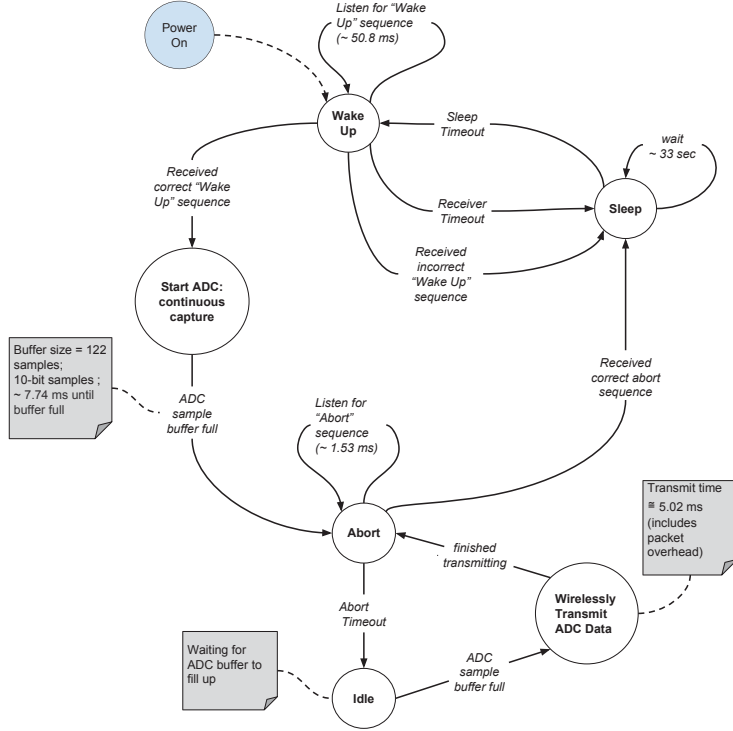 Power
On
Listen for “Wake
Up” sequence
(~ 50.8 ms)
Wake
Up
Sleep
Timeout
wait
~ 33 sec
Received
correct “Wake
Up” sequence
Receiver
Timeout
Sleep
Received
incorrect
“Wake Up”
sequence
Start ADC:
continuous
capture
Buffer size = 122
samples;
10-bit samples ;
~ 7.74 ms until
buffer full
ADC
sample
buffer full
Listen for
“Abort”
sequence
(~ 1.53 ms)
Received
correct abort
sequence
Abort
finished
transmitting
Transmit time
≅ 5.02 ms
(includes
packet
overhead)
Wirelessly
Transmit
ADC Data
Abort
Timeout
Waiting for
ADC buffer to
fill up
ADC
sample
buffer full
Idle